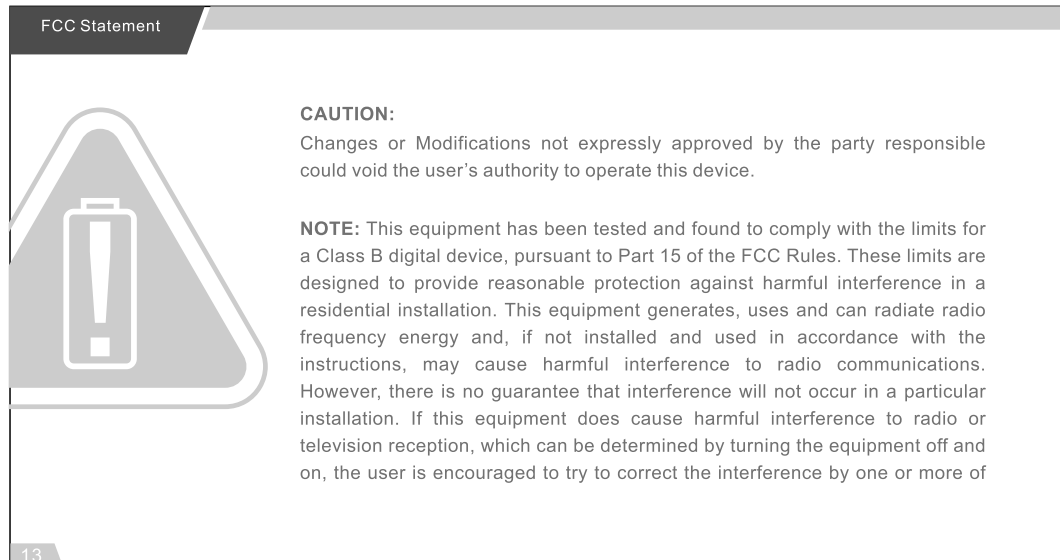 FCC Statement
CAUTION:
Changes or Modifications not expressly approved by the party responsible
could void the user’s authority to operate this device.
NOTE: This equipment has been tested and found to comply with the limits for
a Class B digital device, pursuant to Part 15 of the FCC Rules. These limits are
designed to provide reasonable protection against harmful interference in a
residential installation. This equipment generates, uses and can radiate radio
frequency energy and, if not installed and used in accordance with the
instructions, may cause harmful interference to radio communications.
However, there is no guarantee that interference will not occur in a particular
installation. If this equipment does cause harmful interference to radio or
television reception, which can be determined by turning the equipment off and
on, the user is encouraged to try to correct the interference by one or more of
13